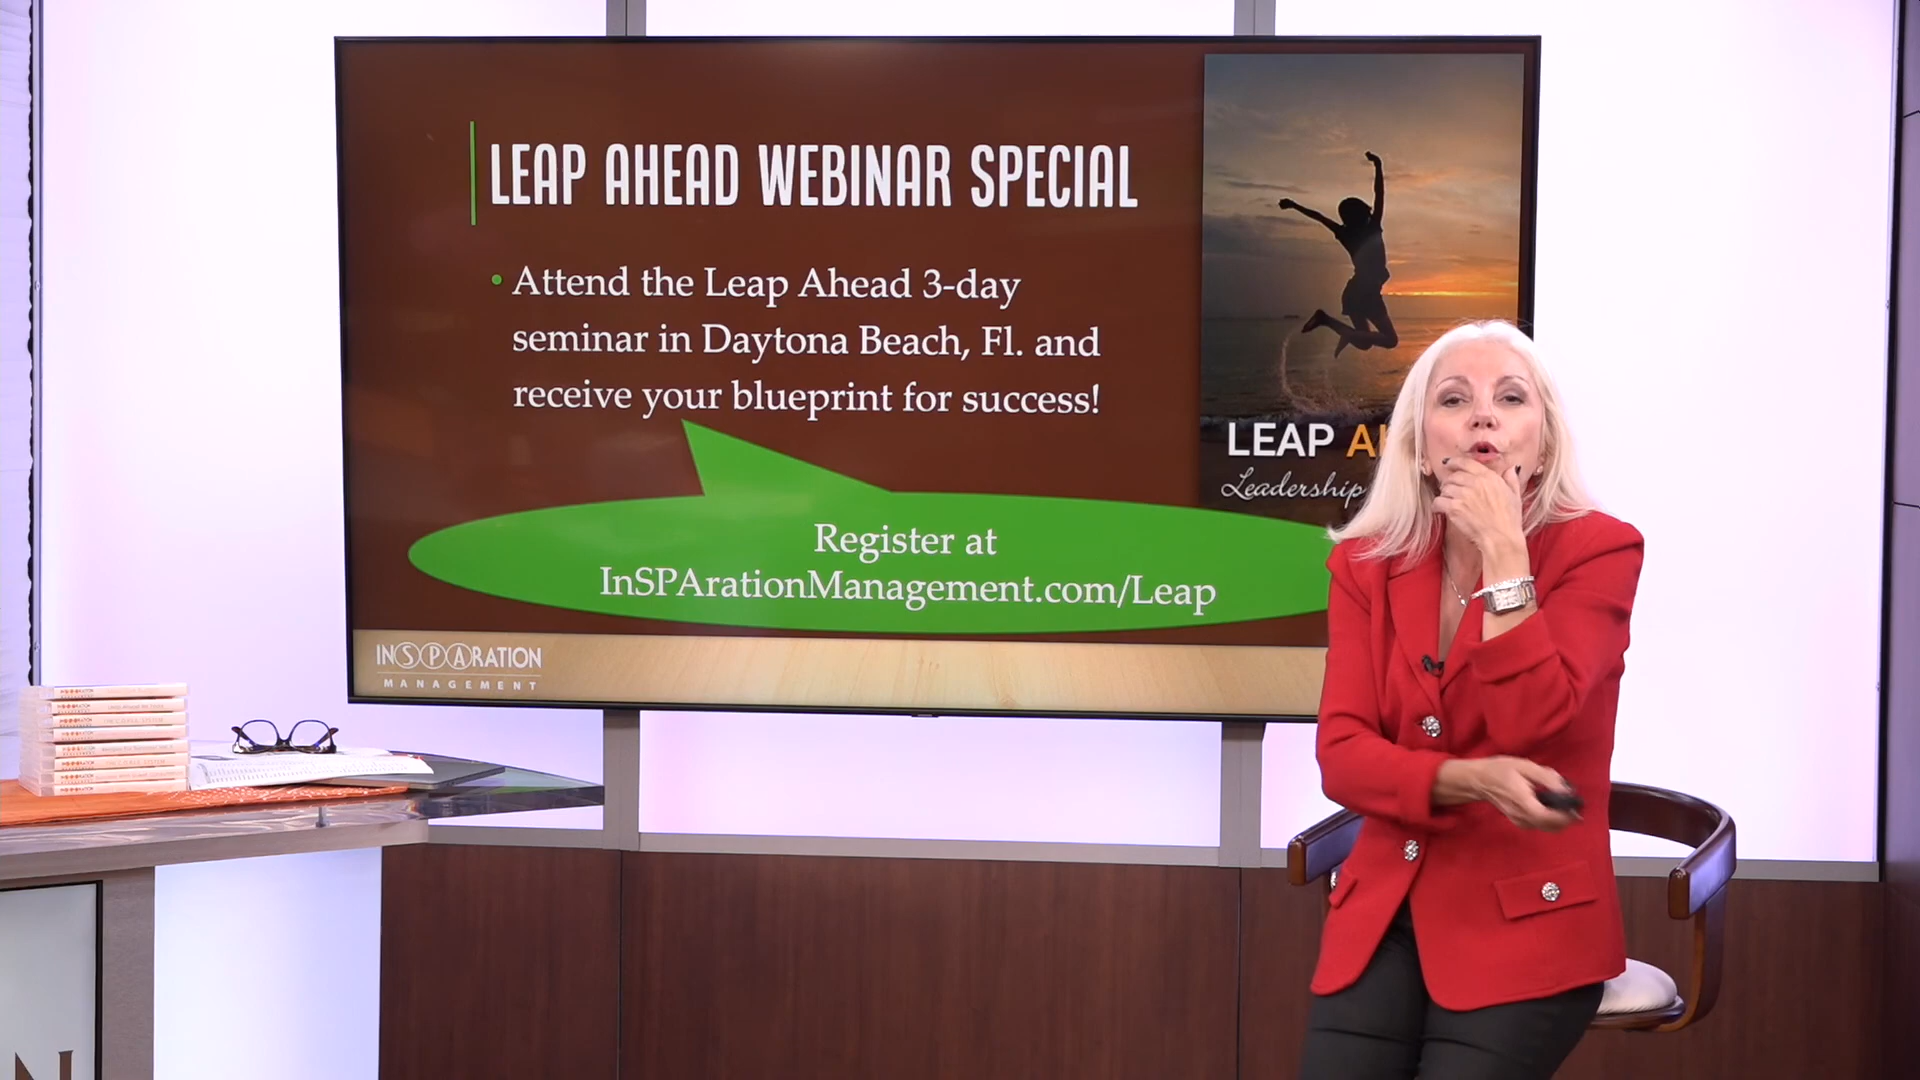 LEAP AHEAD WEBINAR SPECIAL
• Attend the Leap Ahead 3-day
seminar in Daytona Beach, Fl. and
receive your blueprint for success!
LEAP
Leadership
Register at
InSPArationManagement.com/Leap
INSPARATION
MANAGEMENT
N